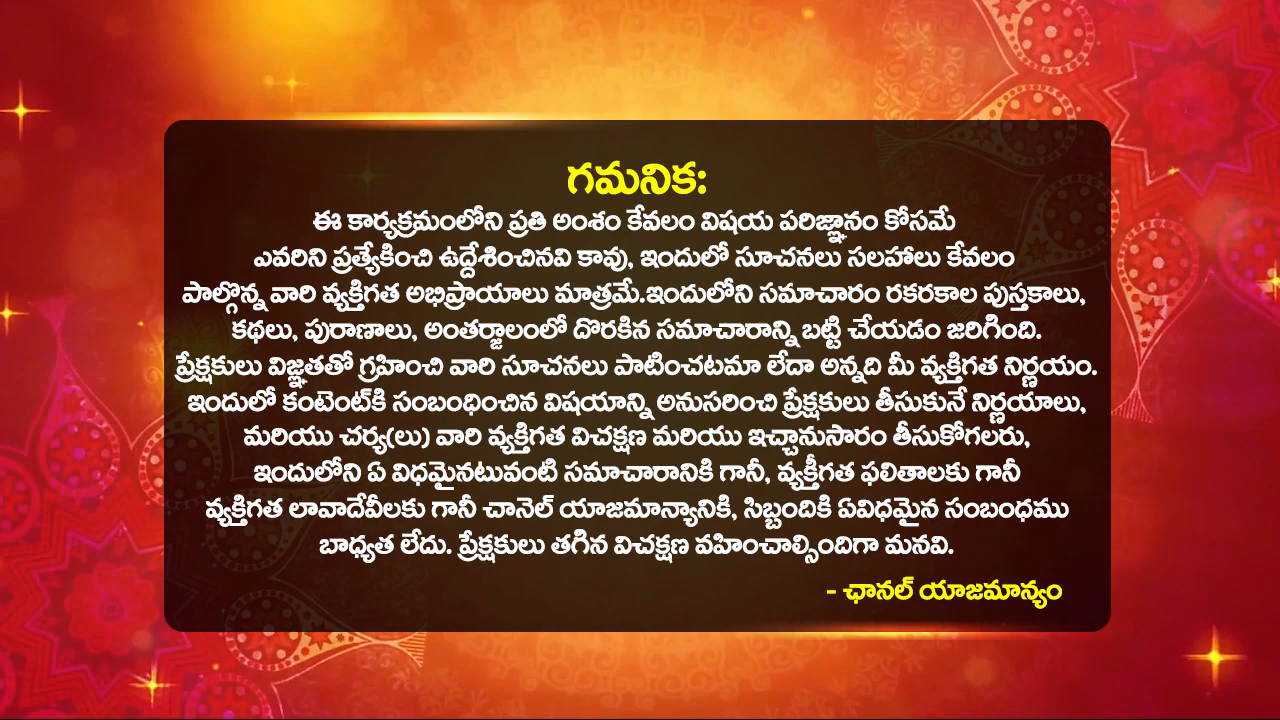 గమనిక:
ఈ కార్యక్రమంలోని ప్రతి అంశం కేవలం విషయ పరిజ్ఞానం కోసమే
ఎవరిని ప్రత్యేకించి ఉద్దేశించినవి కావు, ఇందులో సూచనలు సలహాలు కేవలం
పాల్గొన్న వారి వ్యక్తిగత అభిప్రాయాలు మాత్రమే.ఇందులోని సమాచారం రకరకాల పుస్తకాలు,
కథలు, పురాణాలు, అంతర్జాలంలో దొరకిన సమాచారాన్ని బట్టి చేయడం జరిగింది.
ప్రేక్షకులు విజ్ఞతతో గ్రహించి వారి సూచనలు పాటించటమా లేదా అన్నది మీ వ్యక్తిగత నిర్ణయం.
ఇందులో కంటెంట్‌కి సంబంధించిన విషయాన్ని అనుసరించి ప్రేక్షకులు తీసుకునే నిర్ణయాలు,
మరియు చర్య(లు) వారి వ్యక్తిగత విచక్షణ మరియు ఇచ్చానుసారం తీసుకోగలరు,
ఇందులోని ఏ విధమైనటువంటి సమాచారానికి గానీ, వ్యక్తీగత ఫలితాలకు గానీ
వ్యక్తిగత లావాదేవీలకు గానీ చానెల్ యాజమాన్యానికి, సిబ్బందికి ఏవిధమైన సంబంధము
బాధ్యత లేదు. ప్రేక్షకులు తగిన విచక్షణ వహించాల్సిందిగా మనవి.
- ఛానల్ యాజమాన్యం